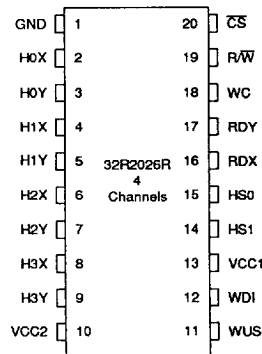 GND 1 20 C̅S̅
H0X 2 19 R/W̅
H0Y 3 18 WC
H1X 4 17 RDY
H1Y 5 16 RDX
32R2026R
4
Channels
H2X 6 15 HS0
H2Y 7 14 HS1
H3X 8 13 VCC1
H3Y 9 12 WDI
VCC2 10 11 WUS